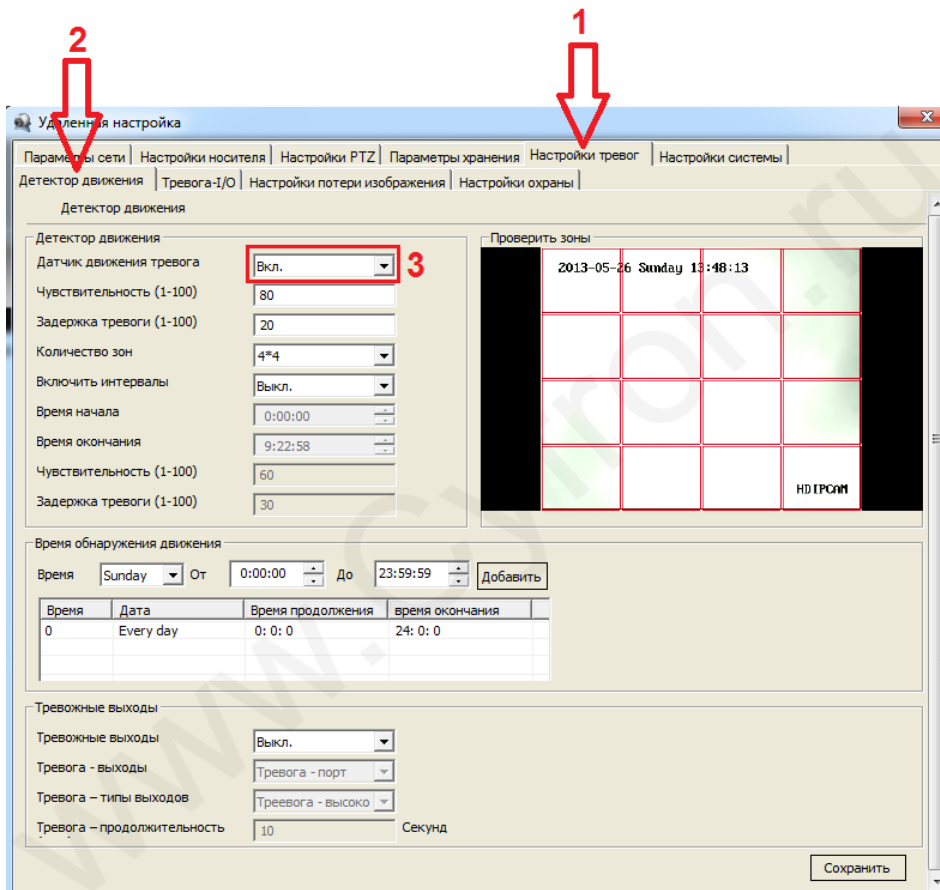 2
1
Удаленная настройка
Параметры сети Настройки носителя Настройки PTZ Параметры хранения Настройки тревог Настройки системы
Детектор движения Тревога-I/O Настройки потери изображения Настройки охраны
Детектор движения
Детектор движения
Датчик движения тревога Вкл. 3
Чувствительность (1-100) 80
Задержка тревоги (1-100) 20
Количество зон 4*4
Включить интервалы Выкл.
Время начала 0:00:00
Время окончания 9:22:58
Чувствительность (1-100) 60
Задержка тревоги (1-100) 30
Проверить зоны
2013-05-26 Sunday 13:48:13
HDIPCAM
Время обнаружения движения
Время Sunday От 0:00:00 До 23:59:59 Добавить
Время Дата Время продолжения время окончания
0 Every day 0: 0: 0 24: 0: 0
Тревожные выходы
Тревожные выходы Выкл.
Тревога - выходы Тревога - порт
Тревога – типы выходов Треевога - высоко
Тревога – продолжительность 10 Секунд
Сохранить
www.Cyfron.ru